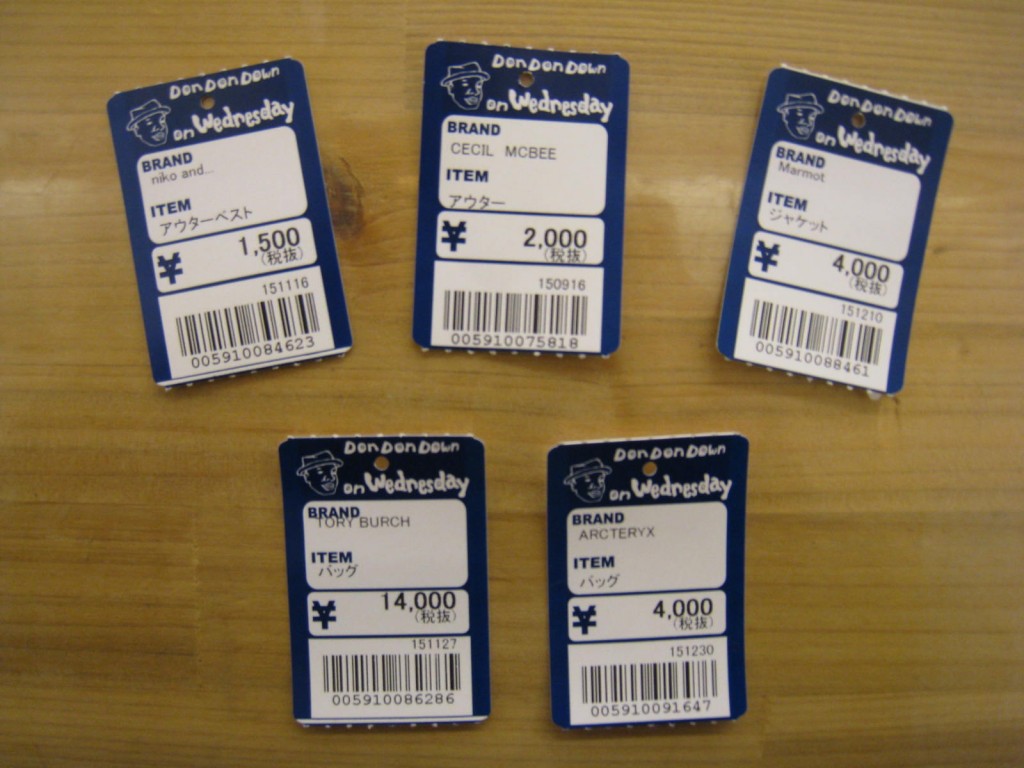 Don Don Down
on Wednesday
BRAND
niko and...
ITEM
アウターベスト
¥ 1,500
(税抜)
151116
005910084623
Don Don Down
on Wednesday
BRAND
CECIL MCBEE
ITEM
アウター
¥ 2,000
(税抜)
150916
005910075818
Don Don Down
on Wednesday
BRAND
Marmot
ITEM
ジャケット
¥ 4,000
(税抜)
151210
005910088461
Don Don Down
on Wednesday
BRAND
TORY BURCH
ITEM
バッグ
¥ 14,000
(税抜)
151127
005910086286
Don Don Down
on Wednesday
BRAND
ARCTERYX
ITEM
バッグ
¥ 4,000
(税抜)
151230
005910091647